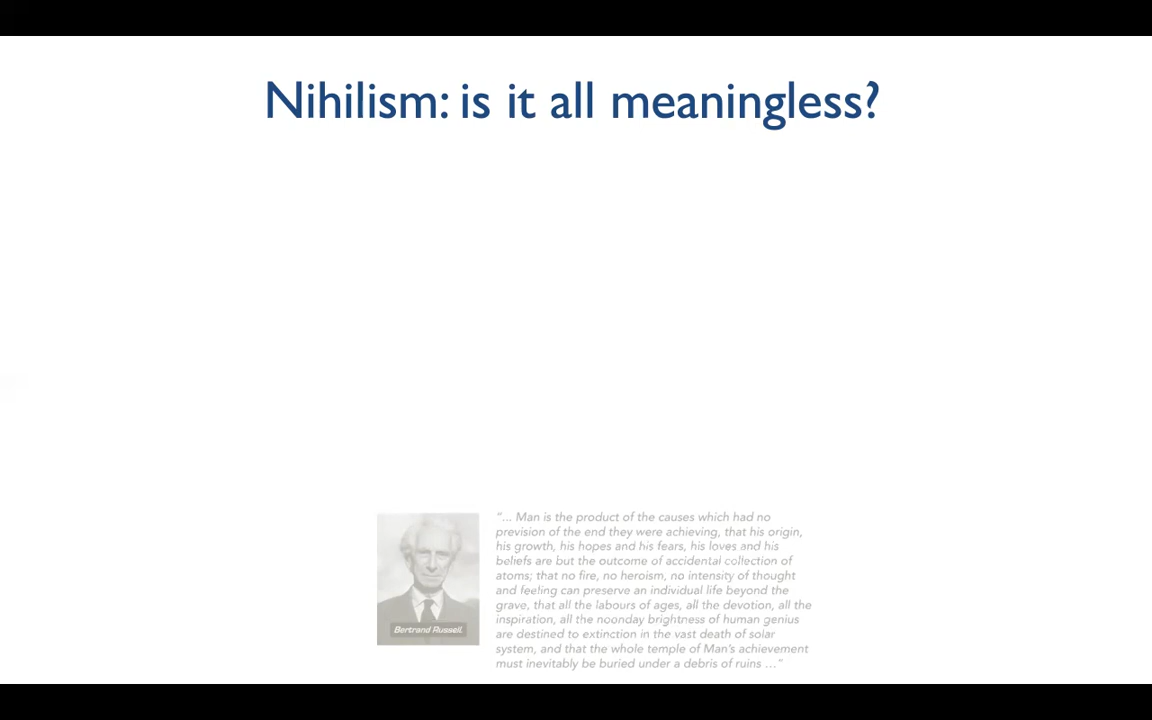 Nihilism: is it all meaningless?
"... Man is the product of the causes which had no
prevision of the end they were achieving, that his origin,
his growth, his hopes and his fears, his loves and his
beliefs are but the outcome of accidental collection of
atoms; that no fire, no heroism, no intensity of thought
and feeling can preserve an individual life beyond the
grave, that all the labours of ages, all the devotion, all the
inspiration, all the noonday brightness of human genius
are destined to extinction in the vast death of solar
system, and that the whole temple of Man's achievement
must inevitably be buried under a debris of ruins ..."
Bertrand Russell.